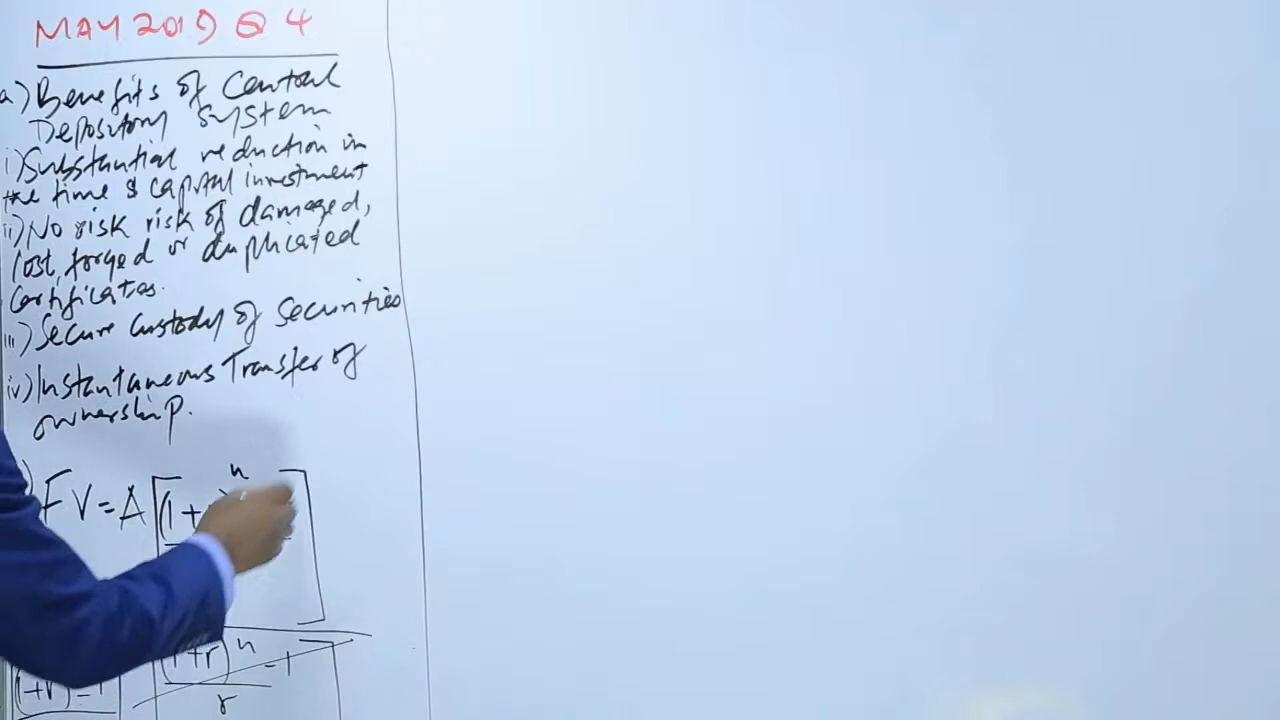 MAY 2019 Q 4
a) Benefits of Central
Depository system
i) Substantial reduction in
the time & capital investment
ii) No risk risk of damaged,
lost, forged or duplicated
certificates.
iii) Secure custody of securities
iv) Instantaneous Transfer of
ownership.
FV = A [(1+ n
(1+r)^n - 1
r
(1+r) - 1